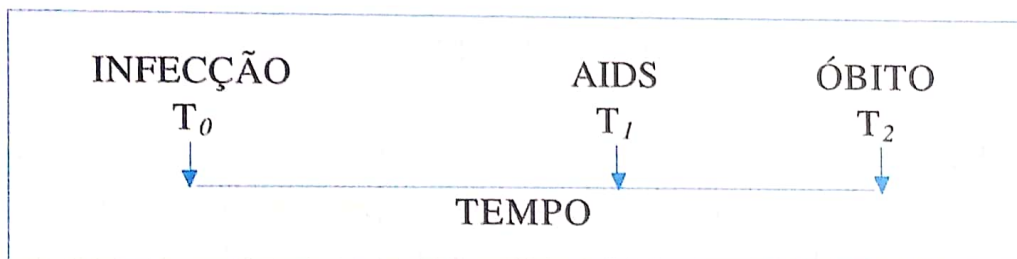 INFECÇÃO AIDS ÓBITO
T0 T1 T2
TEMPO